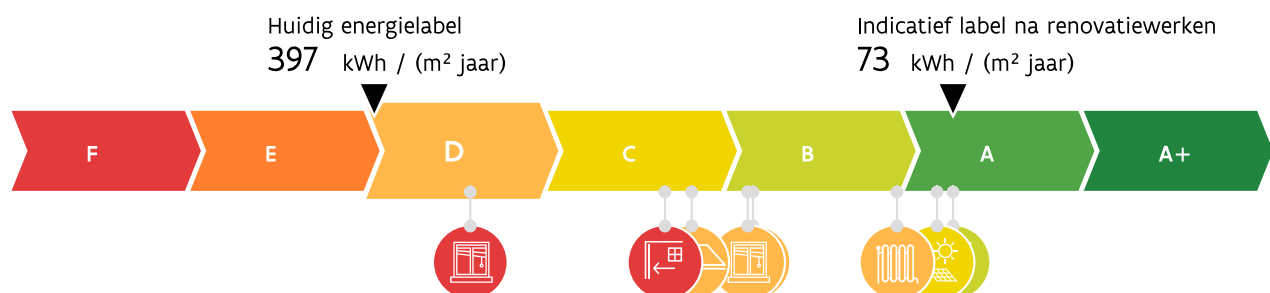 Huidig energielabel
397 kWh / (m² jaar)
Indicatief label na renovatiewerken
73 kWh / (m² jaar)
F E D C B A A+